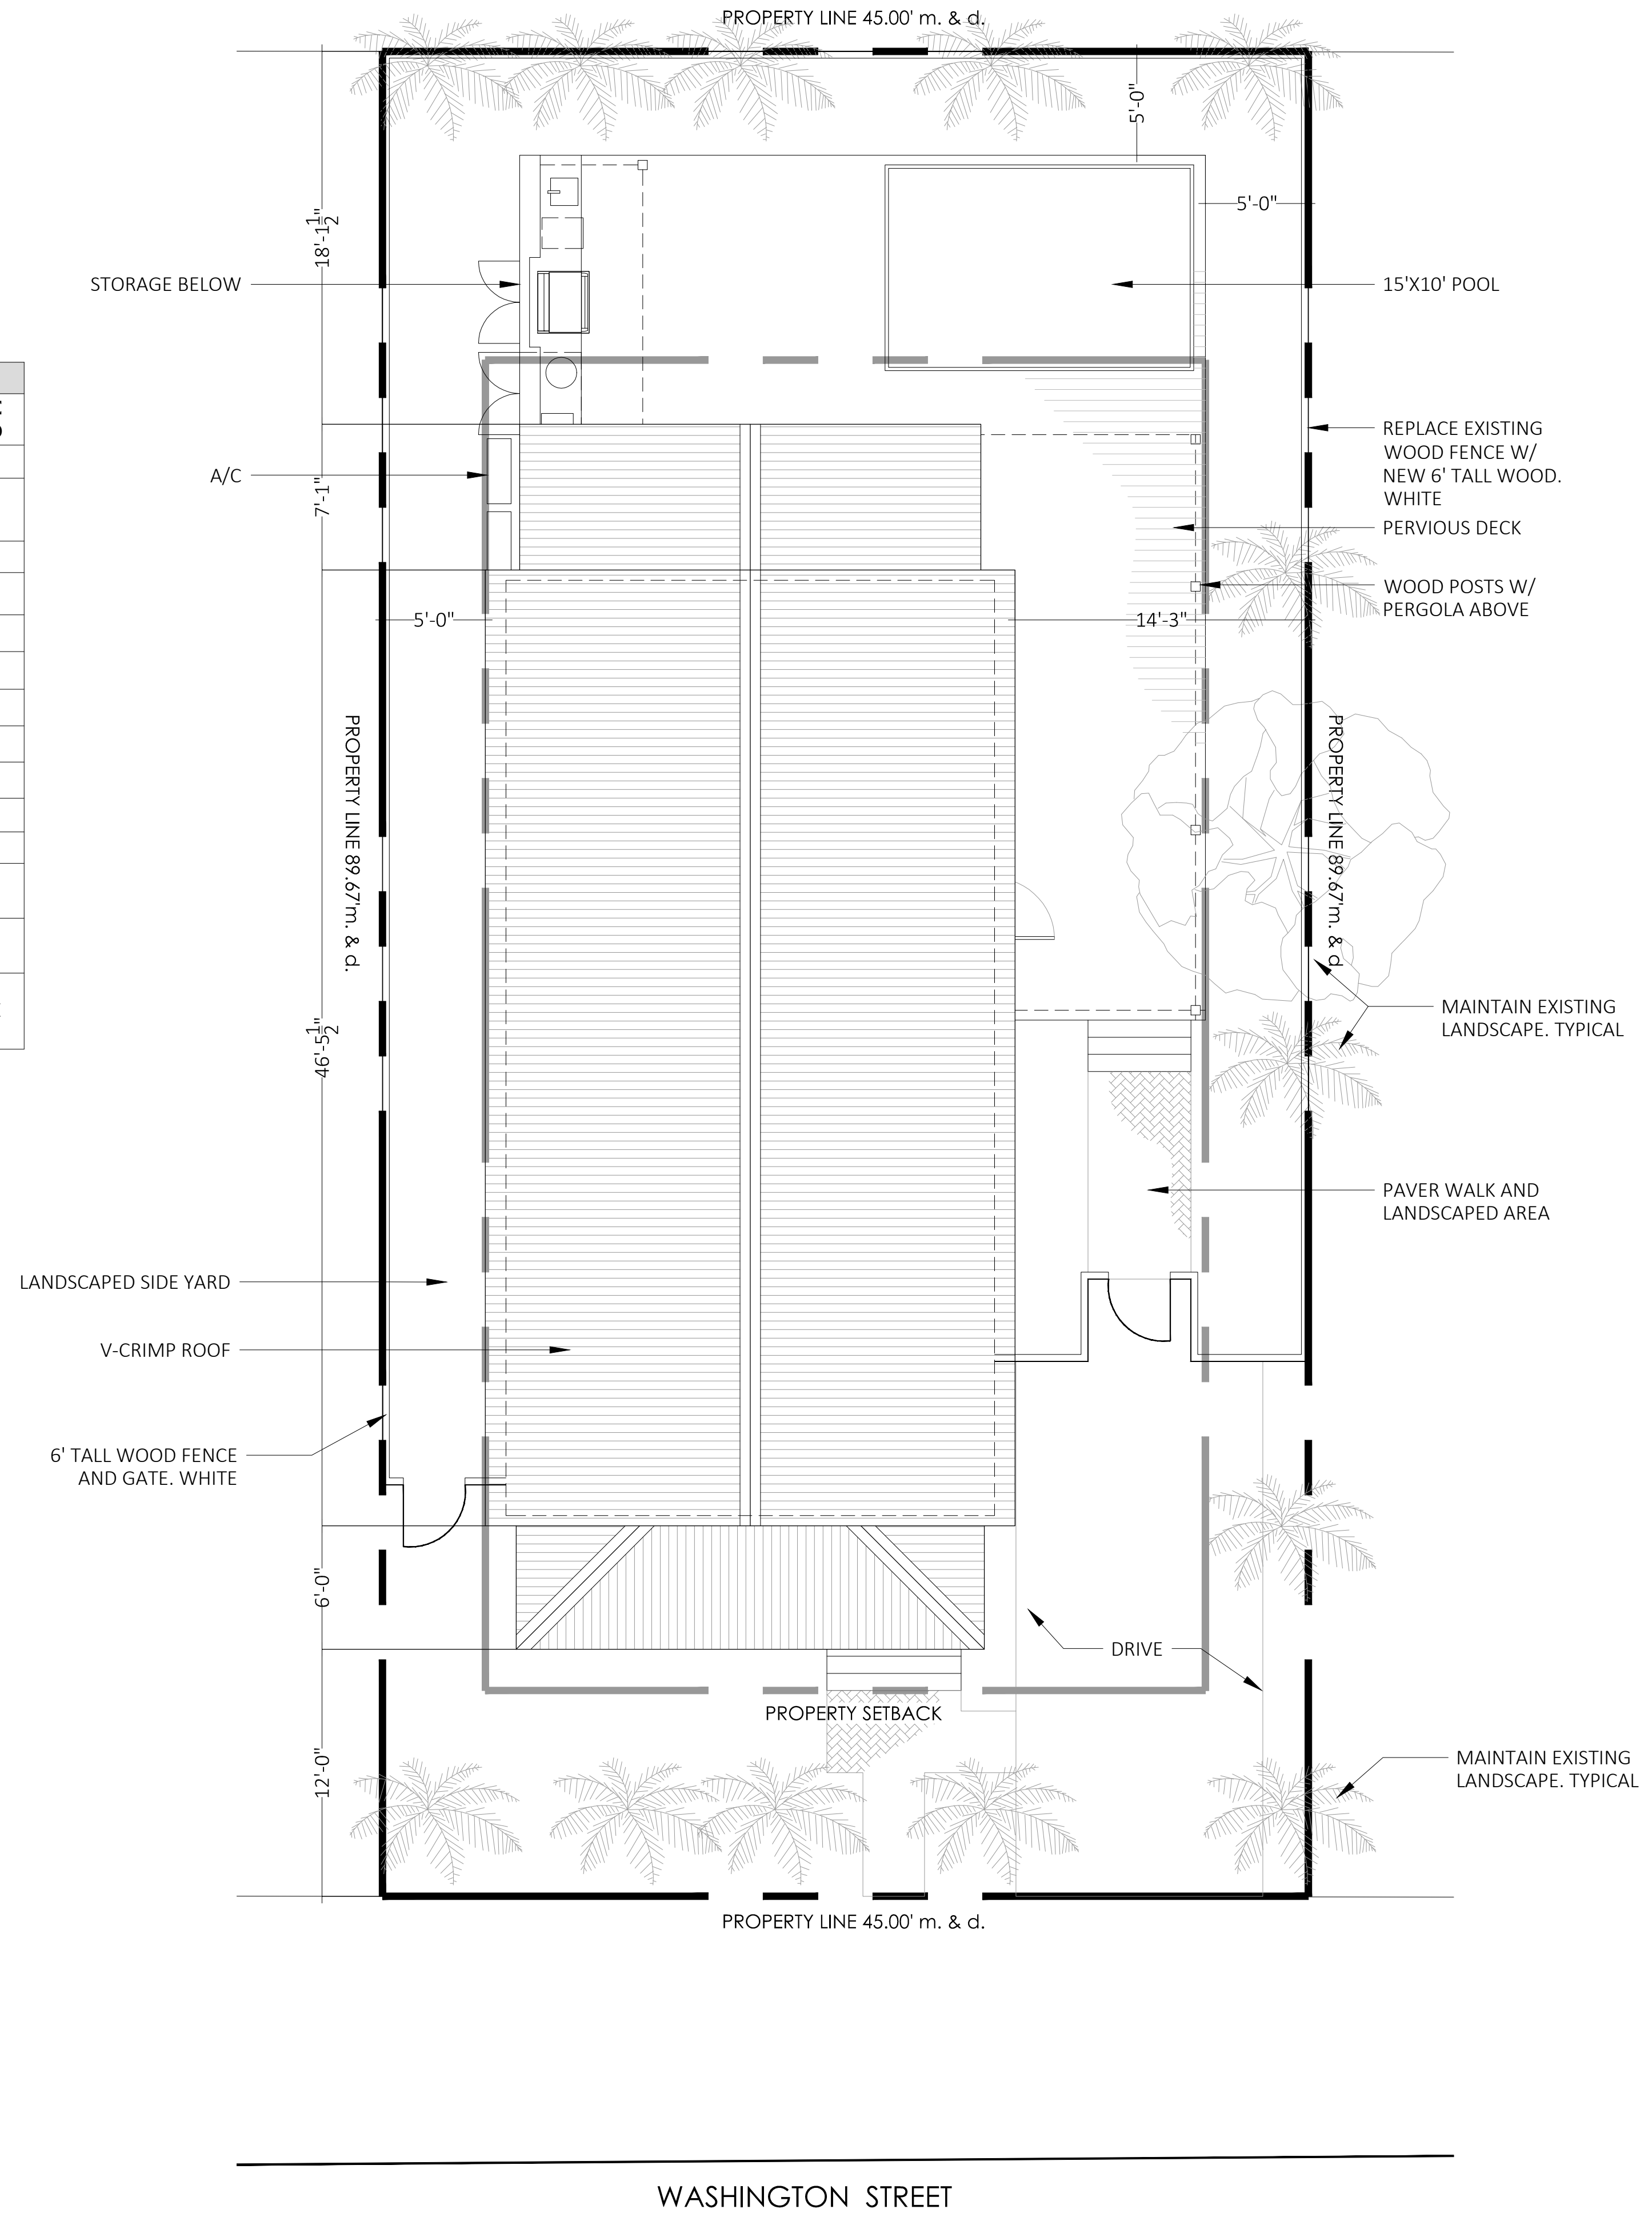 PROPERTY LINE 45.00' m. & d.
5'-0"
18'-1 1/2"
5'-0"
STORAGE BELOW
15'X10' POOL
REPLACE EXISTING
WOOD FENCE W/
NEW 6' TALL WOOD.
WHITE
A/C
7'-1"
PERVIOUS DECK
WOOD POSTS W/
PERGOLA ABOVE
5'-0"
14'-3"
PROPERTY LINE 89.67'm. & d.
PROPERTY LINE 89.67'm. & d
MAINTAIN EXISTING
LANDSCAPE. TYPICAL
46'-5 1/2"
PAVER WALK AND
LANDSCAPED AREA
LANDSCAPED SIDE YARD
V-CRIMP ROOF
6' TALL WOOD FENCE
AND GATE. WHITE
6'-0"
DRIVE
PROPERTY SETBACK
12'-0"
MAINTAIN EXISTING
LANDSCAPE. TYPICAL
PROPERTY LINE 45.00' m. & d.
WASHINGTON STREET